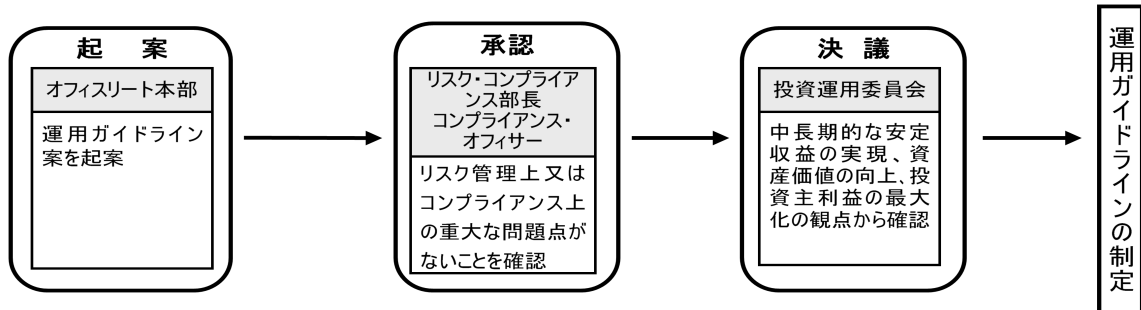 起 案
オフィスリート本部
運用ガイドライン
案を起案
承認
リスク・コンプライア
ンス部長
コンプライアンス・
オフィサー
リスク管理上又は
コンプライアンス上
の重大な問題点が
ないことを確認
決 議
投資運用委員会
中長期的な安定
収益の実現、資
産価値の向上、投
資主利益の最大
化の観点から確認
運用ガイドラインの制定